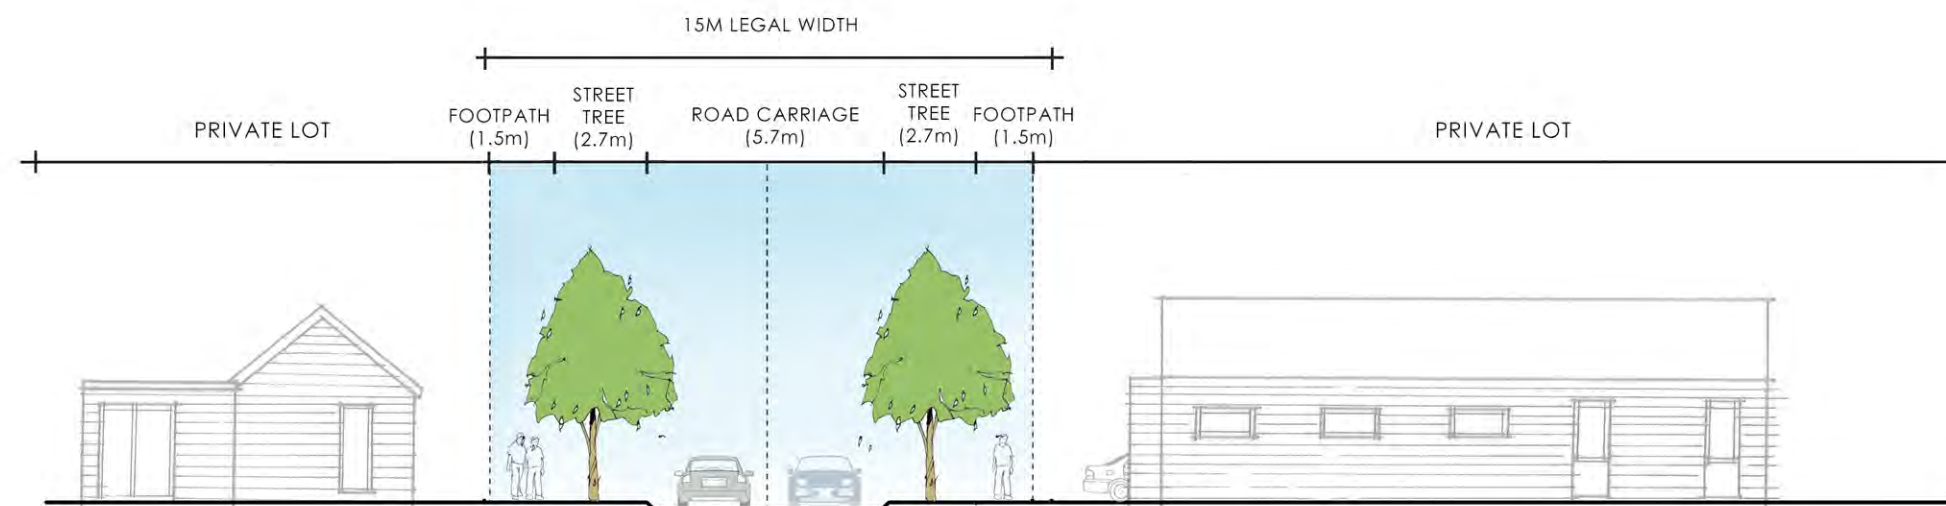 15M LEGAL WIDTH
PRIVATE LOT
FOOTPATH
(1.5m)
STREET
TREE
(2.7m)
ROAD CARRIAGE
(5.7m)
STREET
TREE
(2.7m)
FOOTPATH
(1.5m)
PRIVATE LOT